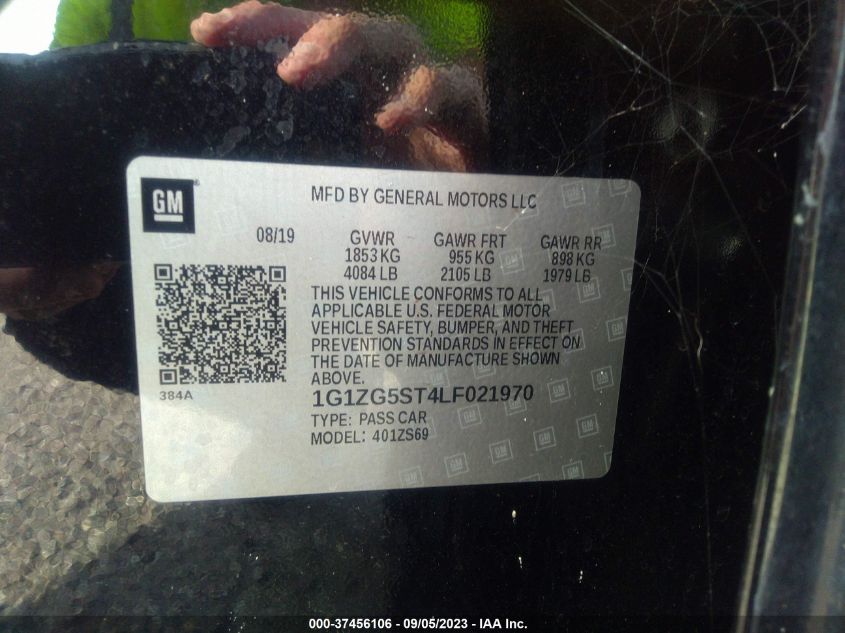 GM
MFD BY GENERAL MOTORS LLC
08/19 GVWR GAWR FRT GAWR RR
1853 KG 955 KG 898 KG
4084 LB 2105 LB 1979 LB
THIS VEHICLE CONFORMS TO ALL
APPLICABLE U.S. FEDERAL MOTOR
VEHICLE SAFETY, BUMPER, AND THEFT
PREVENTION STANDARDS IN EFFECT ON
THE DATE OF MANUFACTURE SHOWN
ABOVE.
384A
1G1ZG5ST4LF021970
TYPE: PASS CAR
MODEL: 401ZS69
000-37456106 - 09/05/2023 - IAA Inc.